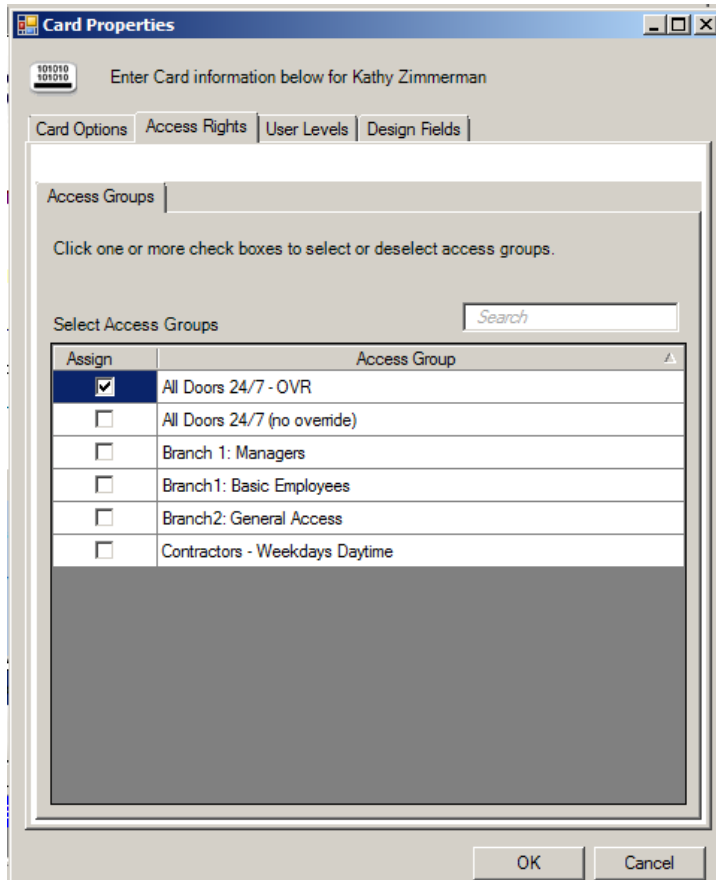 Card Properties
101010
101010
Enter Card information below for Kathy Zimmerman
Card Options Access Rights User Levels Design Fields
Access Groups
Click one or more check boxes to select or deselect access groups.
Select Access Groups Search
Assign Access Group
All Doors 24/7 - OVR
All Doors 24/7 (no override)
Branch 1: Managers
Branch1: Basic Employees
Branch2: General Access
Contractors - Weekdays Daytime
OK Cancel